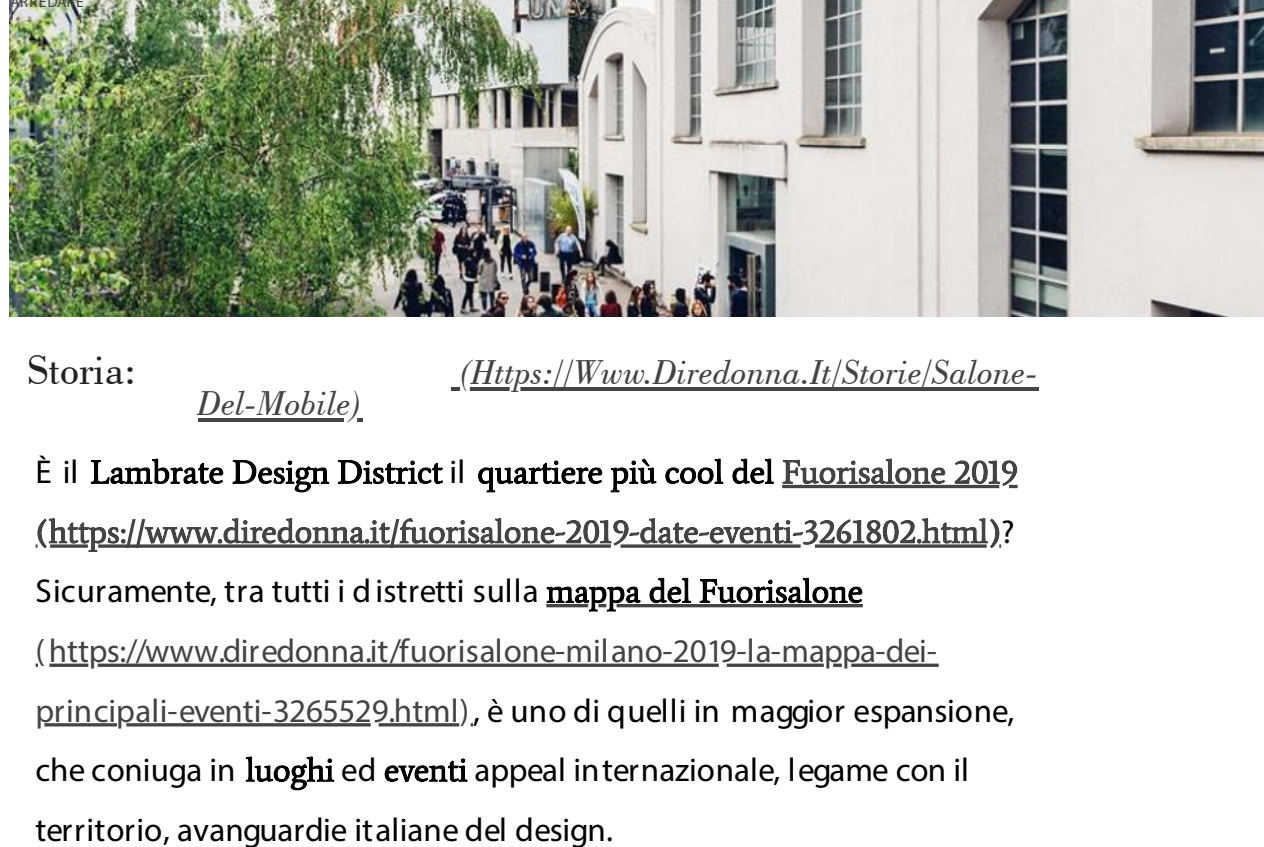 ARREDARE
LUNA
Storia: (Https://Www.Diredonna.It/Storie/Salone-
Del-Mobile)
È il Lambrate Design District il quartiere più cool del Fuorisalone 2019
(https://www.diredonna.it/fuorisalone-2019-date-eventi-3261802.html)?
Sicuramente, tra tutti i distretti sulla mappa del Fuorisalone
(https://www.diredonna.it/fuorisalone-milano-2019-la-mappa-dei-
principali-eventi-3265529.html), è uno di quelli in maggior espansione,
che coniuga in luoghi ed eventi appeal internazionale, legame con il
territorio, avanguardie italiane del design.